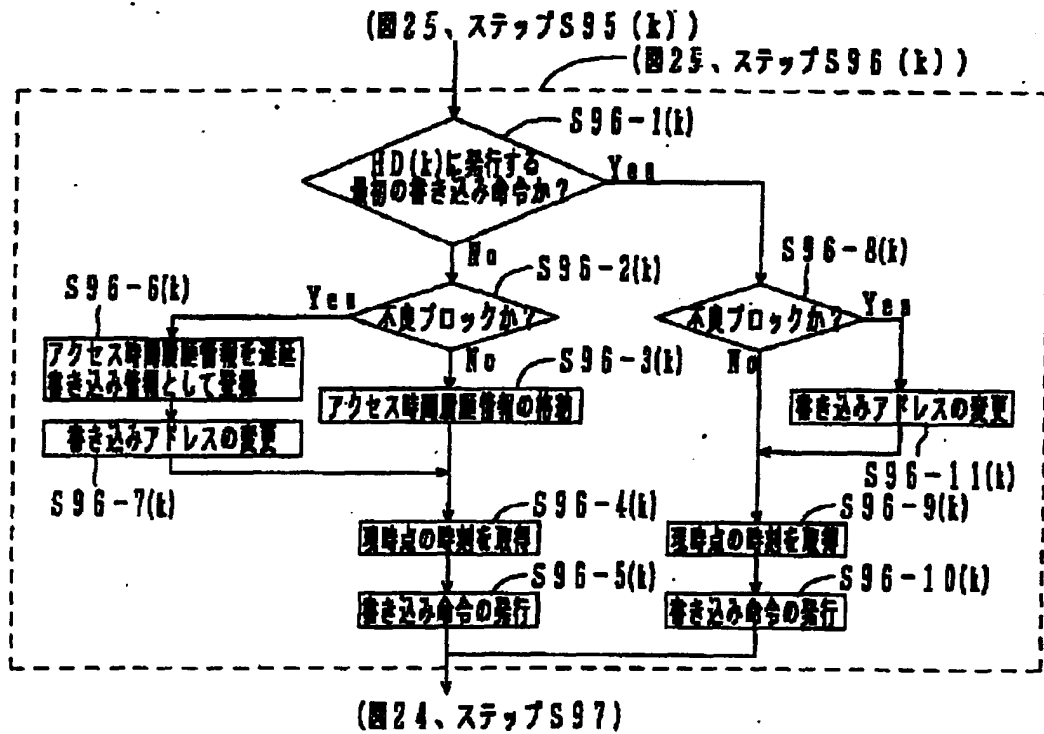 (図25、ステップS95(k))
(図25、ステップS96(k))
S96-1(k)
HD(k)に発行する
最初の書き込み命令か?
Yes
No
S96-2(k)
S96-8(k)
S96-6(k)
Yes
不良ブロックか?
不良ブロックか?
Yes
アクセス時間履歴情報を遅延
書き込み情報として登録
No
S96-3(k)
No
アクセス時間履歴情報の格納
書き込みアドレスの変更
書き込みアドレスの変更
S96-7(k)
S96-11(k)
S96-4(k)
S96-9(k)
現時点の時刻を取得
現時点の時刻を取得
S96-5(k)
S96-10(k)
書き込み命令の発行
書き込み命令の発行
(図24、ステップS97)